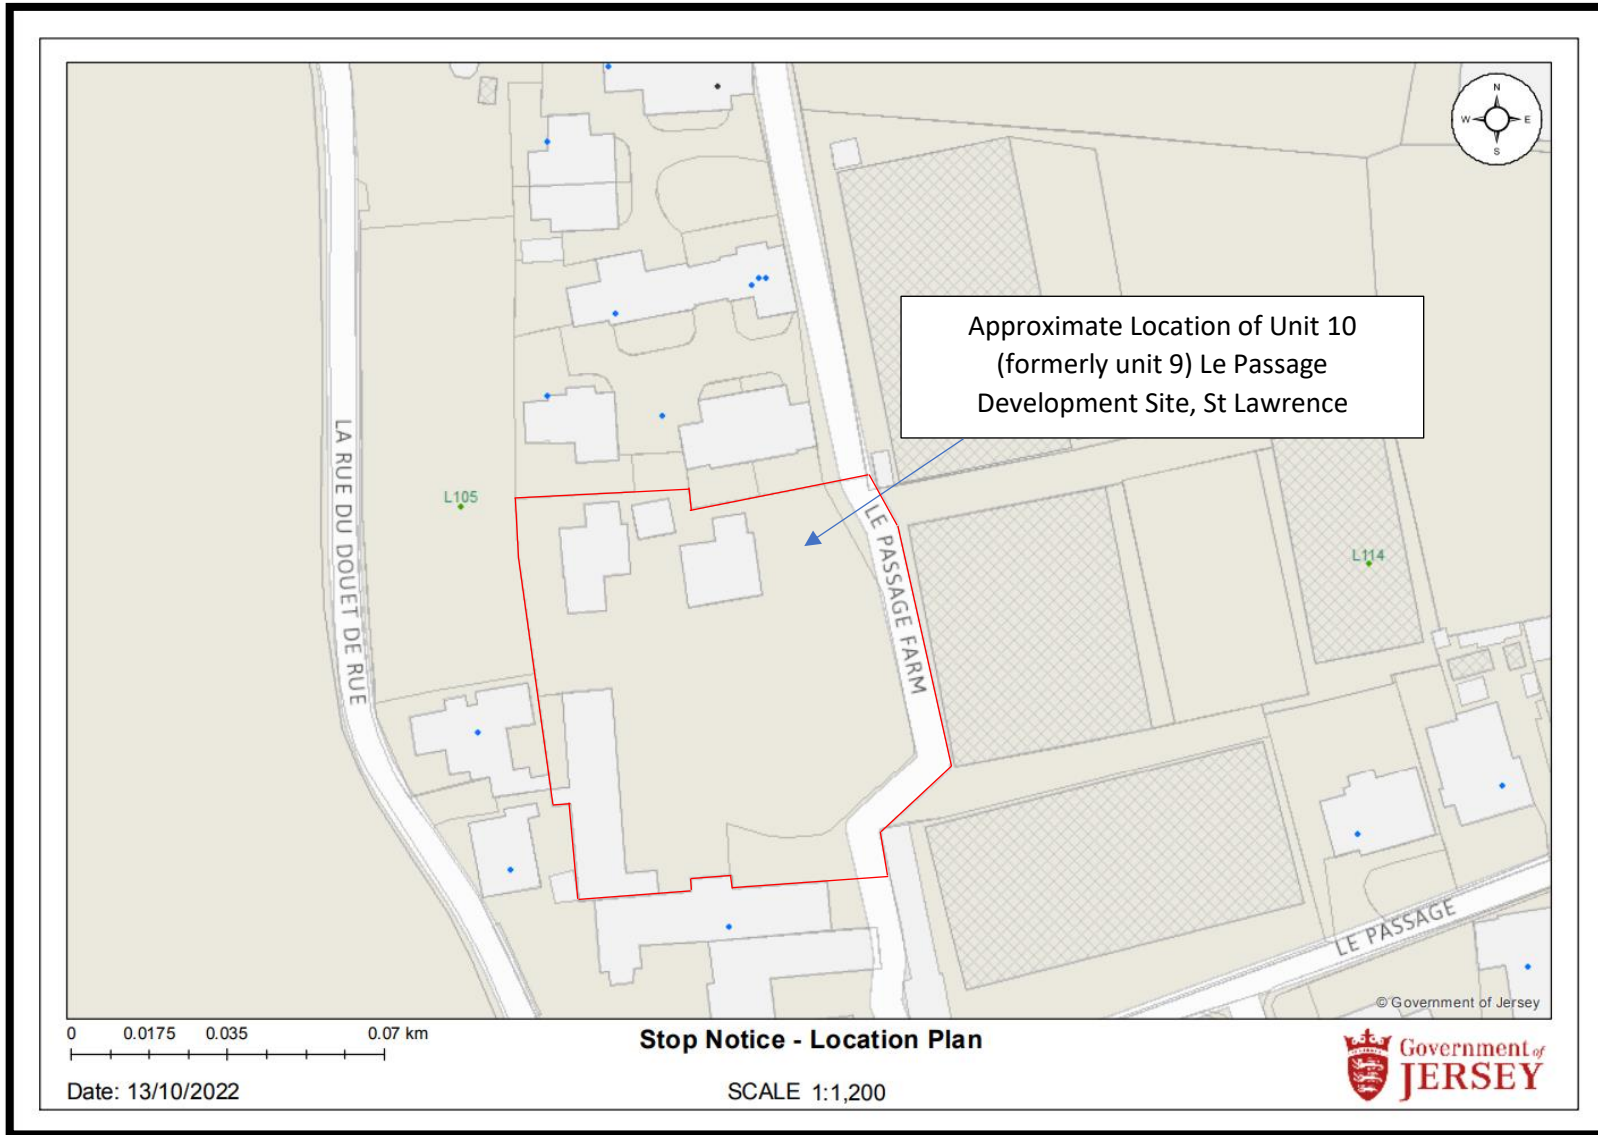 N
W E
S
Approximate Location of Unit 10
(formerly unit 9) Le Passage
Development Site, St Lawrence
LA RUE DU DOUET DE RUE
L105
LE PASSAGE FARM
L114
LE PASSAGE
© Government of Jersey
0 0.0175 0.035 0.07 km
Stop Notice - Location Plan
Date: 13/10/2022
SCALE 1:1,200
Government of
JERSEY